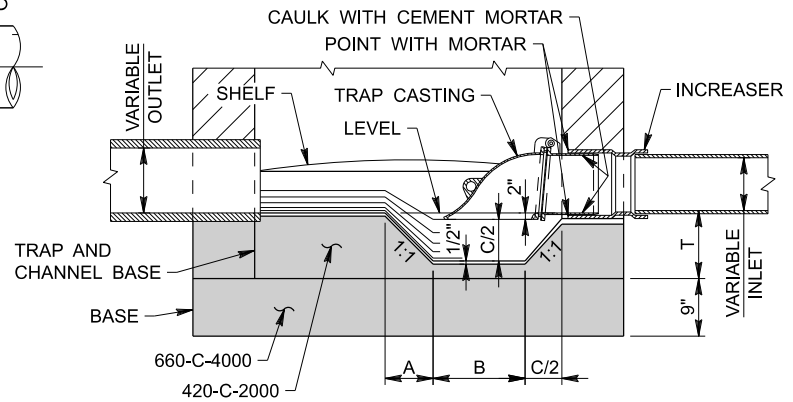 CAULK WITH CEMENT MORTAR
POINT WITH MORTAR
INCREASER
VARIABLE
OUTLET
SHELF
TRAP CASTING
LEVEL
2"
1/2"
C/2
1:1
1:1
T
9"
VARIABLE
INLET
TRAP AND
CHANNEL BASE
BASE
660-C-4000
420-C-2000
A
B
C/2